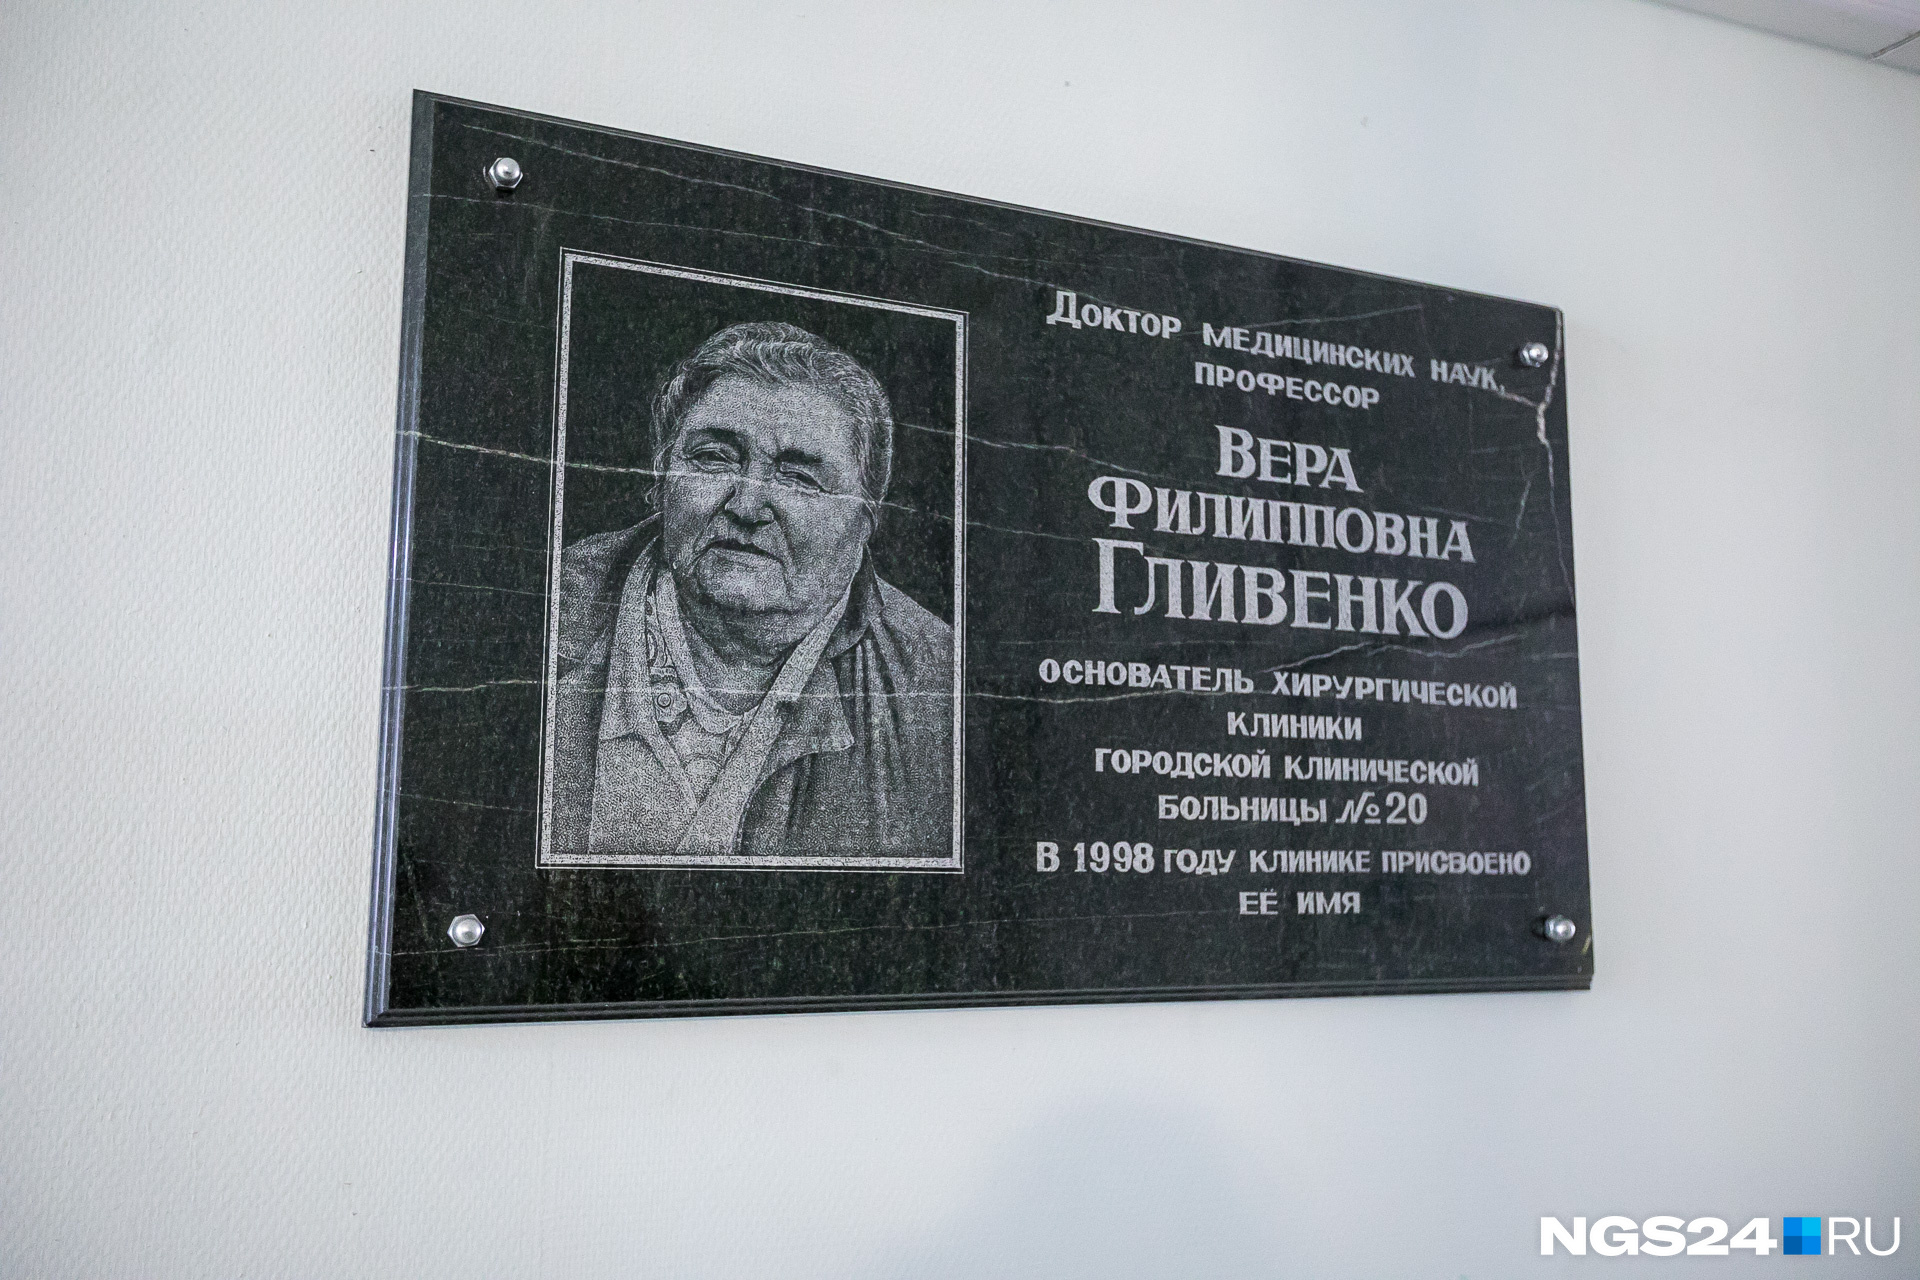 Доктор медицинских наук,
профессор
Вера
Филипповна
Гливенко
основатель хирургической
клиники
городской клинической
больницы №20
В 1998 году клинике присвоено
её имя
NGS24 RU